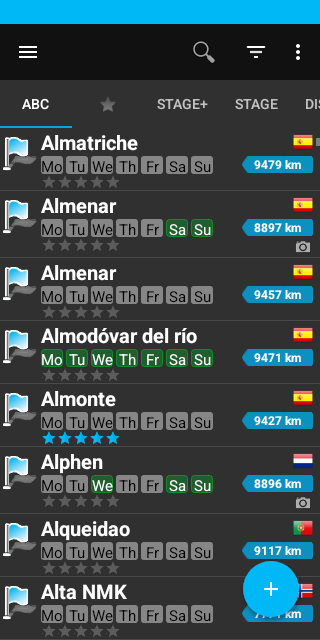 ABC STAGE+ STAGE DI
Almatriche
Mo Tu We Th Fr Sa Su 9479 km
Almenar
Mo Tu We Th Fr Sa Su 8897 km
Almenar
Mo Tu We Th Fr Sa Su 9457 km
Almodóvar del río
Mo Tu We Th Fr Sa Su 9471 km
Almonte
Mo Tu We Th Fr Sa Su 9427 km
Alphen
Mo Tu We Th Fr Sa Su 8896 km
Alqueidao
Mo Tu We Th Fr Sa Su 9117 km
Alta NMK
Mo Tu We Th Fr Sa Su km